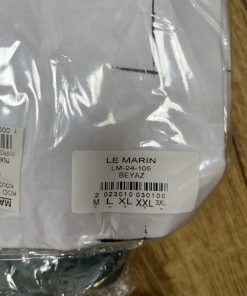 LE MARIN
LM-24-105
BEYAZ
2 023010 030100
M L XL XXL 3XL